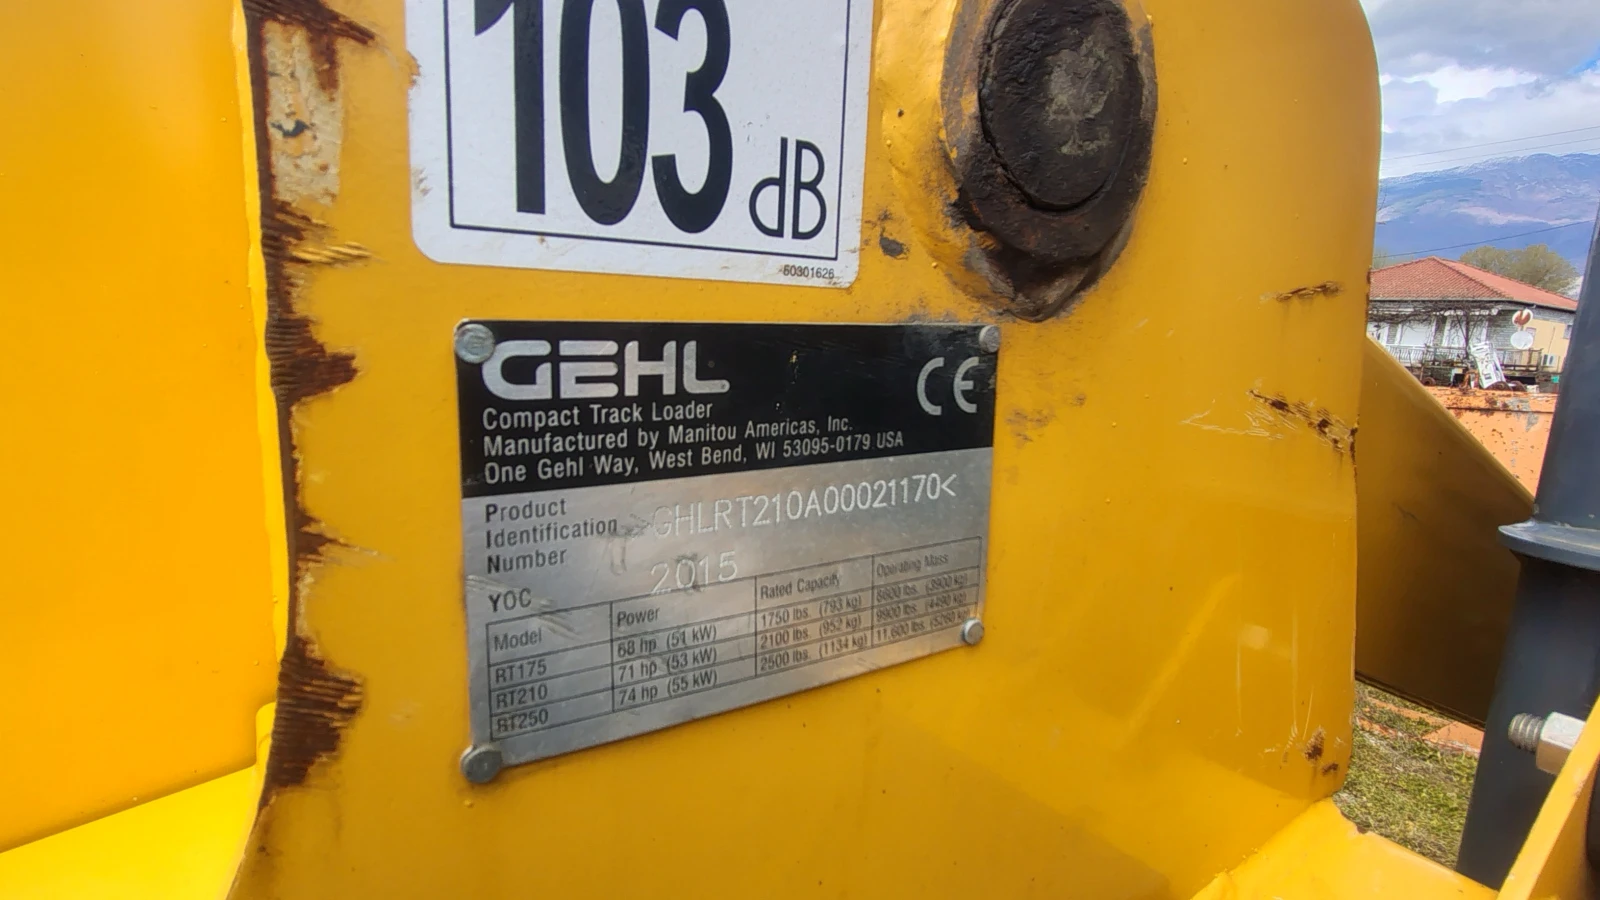 103 dB
60301626
GEHL CE
Compact Track Loader
Manufactured by Manitou Americas, Inc.
One Gehl Way, West Bend, WI 53095-0179 USA
Product
Identification >GHLRT210A00021170<
Number
YOC 2015
Model Power Rated Capacity Operating Mass
RT175 68 hp (51 kW) 1750 lbs. (793 kg) 8600 lbs. (3900 kg)
RT210 71 hp (53 kW) 2100 lbs. (952 kg) 9900 lbs. (4490 kg)
RT250 74 hp (55 kW) 2500 lbs. (1134 kg) 11,600 lbs. (5260 kg)